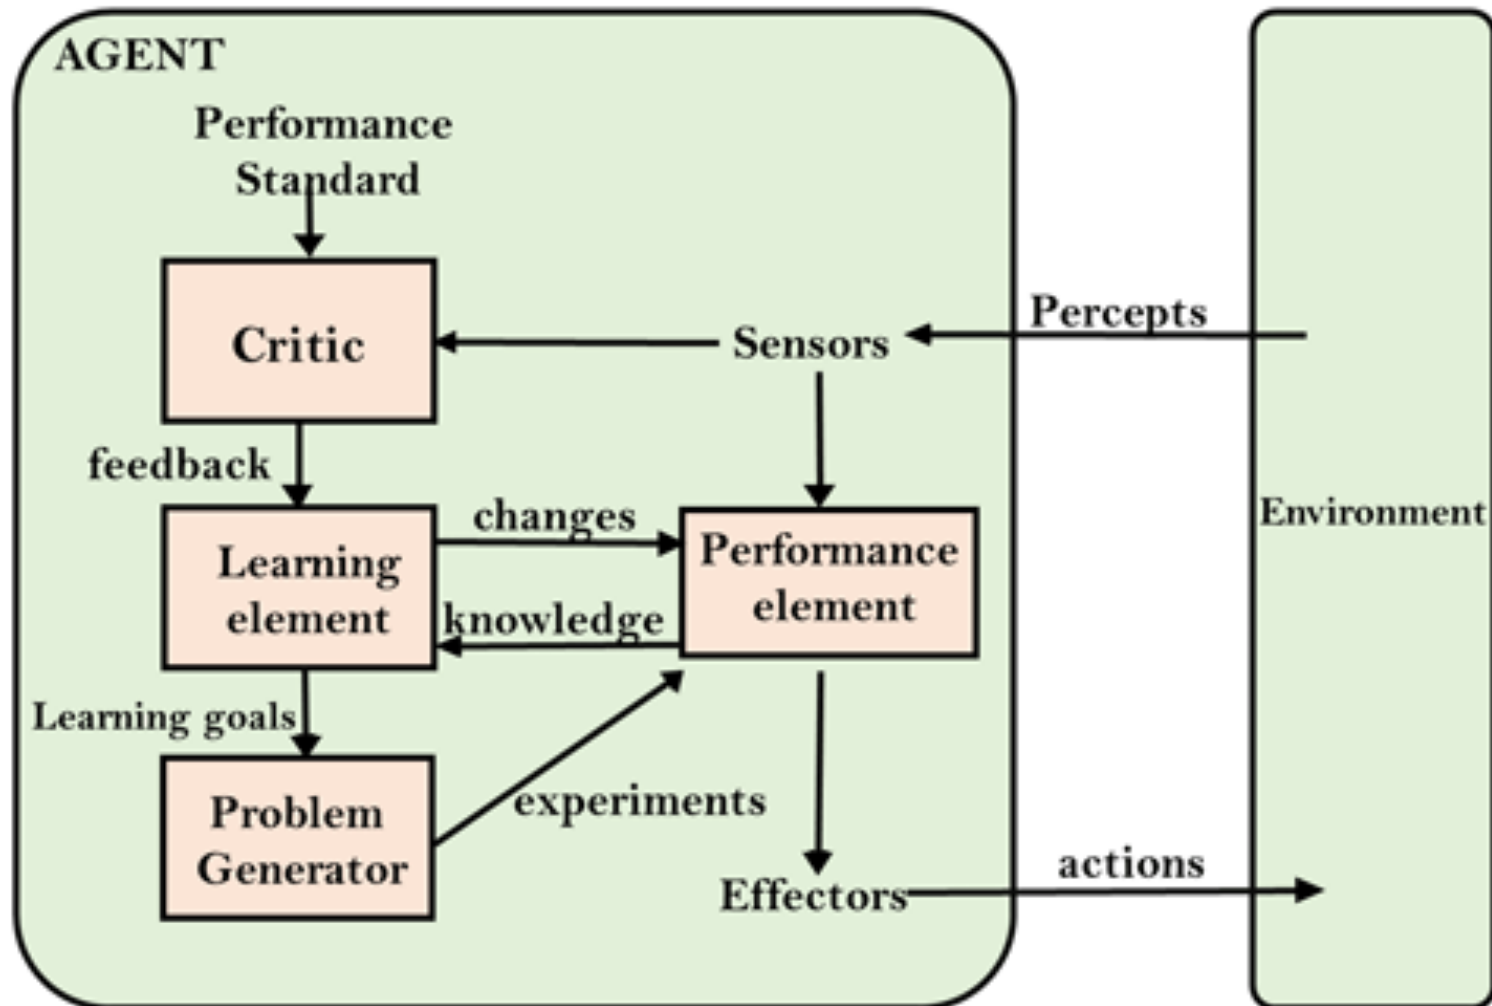 AGENT
Performance
Standard
Critic
Sensors
Percepts
feedback
changes
Learning
element
Performance
element
knowledge
Environment
Learning goals
experiments
Problem
Generator
Effectors
actions